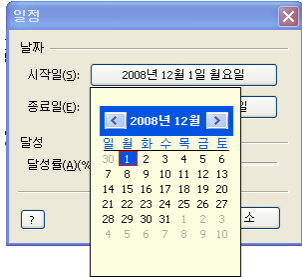 일정
날짜
시작일(S): 2008년 12월 1일 월요일
종료일(E): 일
2008년 12월
일 월 화 수 목 금 토
30 1 2 3 4 5 6
7 8 9 10 11 12 13
14 15 16 17 18 19 20
21 22 23 24 25 26 27
28 29 30 31 1 2 3
4 5 6 7 8 9 10
달성
달성률(A)(%
? 소